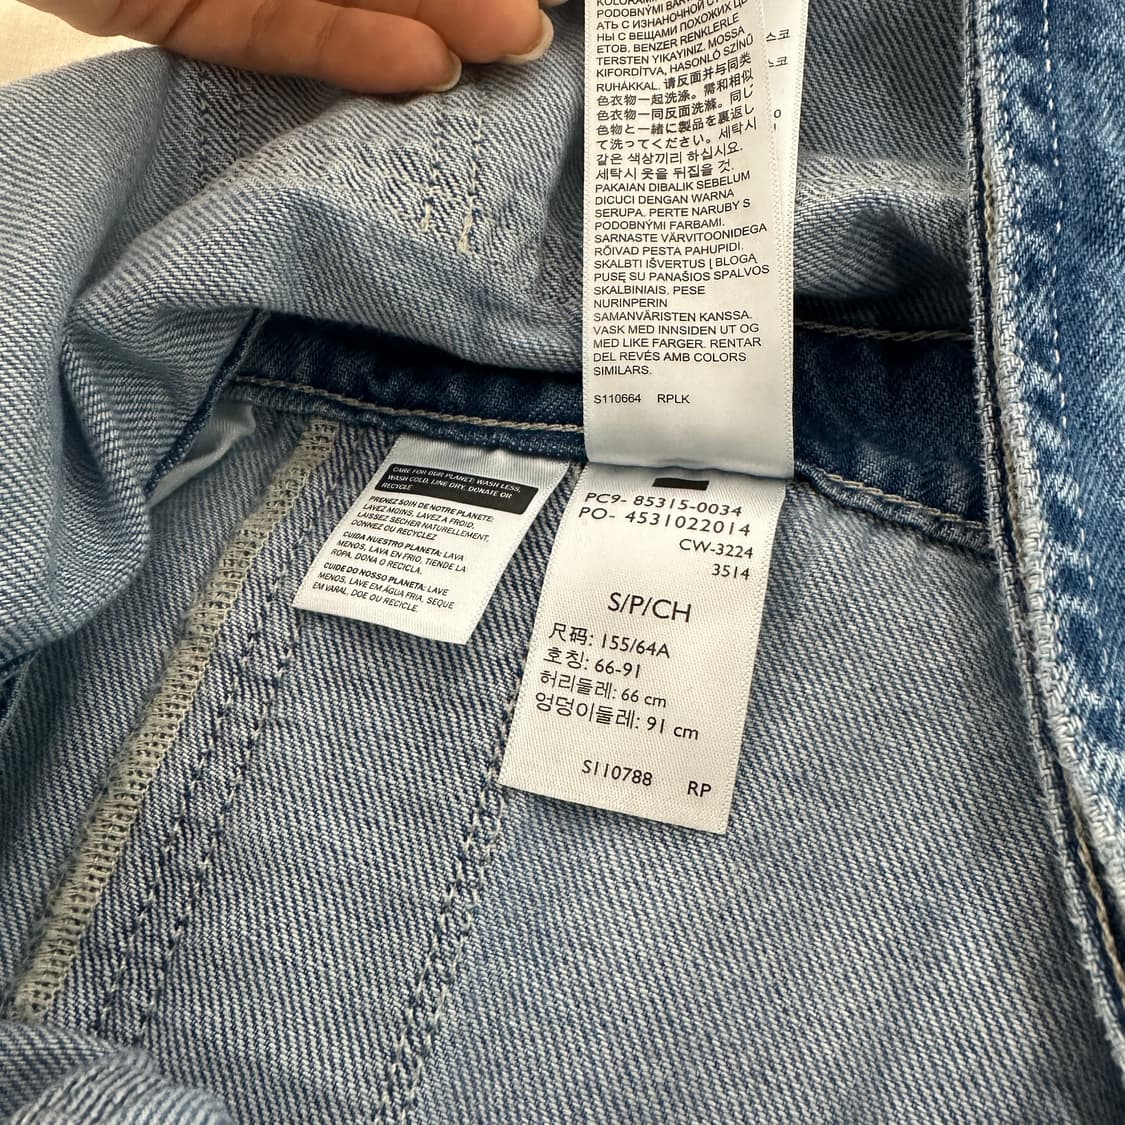 PODOBNÝMI
АТЬ С ИЗНАНОЧНОЙ
НЫ С ВЕЩАМИ ПОХОЖИХ
ETOB. BENZER RENKLERLE
TERSTEN YIKAYINIZ. MOSSA
KIFORDÍTVA, HASONLÓ SZÍNŰ
RUHÁKKAL. 请反面并与同类
色衣物一起洗涤。需和相似
色衣物一同反面洗滌。同じ
色物と一緒に製品を裏返し
て洗ってください。세탁시
같은 색상끼리 하십시요.
세탁시 옷을 뒤집을 것.
PAKAIAN DIBALIK SEBELUM
DICUCI DENGAN WARNA
SERUPA. PERTE NARUBY S
PODOBNÝMI FARBAMI.
SARNASTE VÄRVITOONIDEGA
RÕIVAD PESTA PAHUPIDI.
SKALBTI IŠVERTUS Į BLOGĄ
PUSĘ SU PANAŠIOS SPALVOS
SKALBINIAIS. PESE
NURINPERIN
SAMANVÄRISTEN KANSSA.
VASK MED INNSIDEN UT OG
MED LIKE FARGER. RENTAR
DEL REVÉS AMB COLORS
SIMILARS.
S110664 RPLK
CARE FOR OUR PLANET: WASH LESS,
WASH COLD, LINE DRY, DONATE OR
RECYCLE
PRENEZ SOIN DE NOTRE PLANETE:
LAVEZ MOINS, LAVEZ A FROID,
LAISSEZ SECHER NATURELLEMENT,
DONNEZ OU RECYCLEZ
CUIDA NUESTRO PLANETA: LAVA
MENOS, LAVA EN FRIO, TIENDE LA
ROPA, DONA O RECICLA.
CUIDE DO NOSSO PLANETA: LAVE
MENOS, LAVE EM ÁGUA FRIA, SEQUE
EM VARAL, DOE OU RECICLE.
PC9- 85315-0034
PO- 4531022014
CW-3224
3514
S/P/CH
尺码: 155/64A
호칭: 66-91
허리둘레: 66 cm
엉덩이둘레: 91 cm
S110788 RP